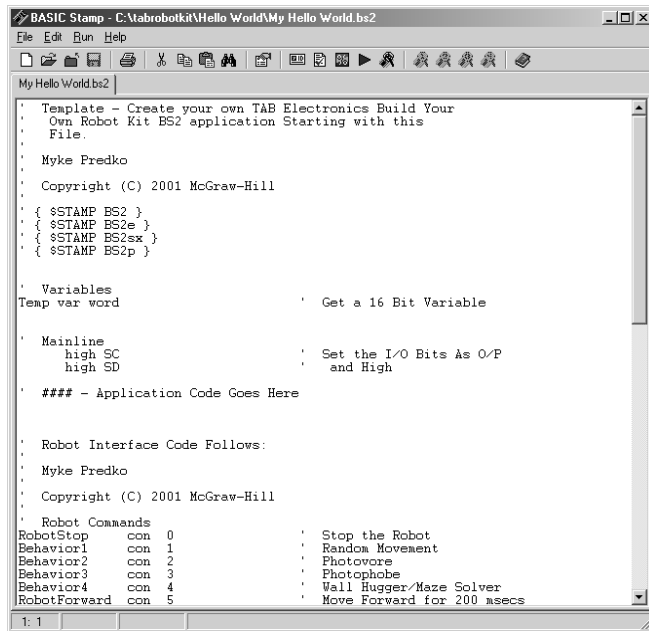 BASIC Stamp - C:\tabrobotkit\Hello World\My Hello World.bs2
File Edit Run Help
My Hello World.bs2
'   Template - Create your own TAB Electronics Build Your
'    Own Robot Kit BS2 application Starting with this
'    File.
'
'   Myke Predko
'
'   Copyright (C) 2001 McGraw-Hill
'
'  { $STAMP BS2 }
'  { $STAMP BS2e }
'  { $STAMP BS2sx }
'  { $STAMP BS2p }
'   Variables
Temp var word                         '   Get a 16 Bit Variable
'   Mainline
       high SC                        '   Set the I/O Bits As O/P
       high SD                        '    and High
'   #### - Application Code Goes Here
'   Robot Interface Code Follows:
'
'   Myke Predko
'
'   Copyright (C) 2001 McGraw-Hill
'
'   Robot Commands
RobotStop     con  0                  '   Stop the Robot
Behavior1     con  1                  '   Random Movement
Behavior2     con  2                  '   Photovore
Behavior3     con  3                  '   Photophobe
Behavior4     con  4                  '   Wall Hugger/Maze Solver
RobotForward  con  5                  '   Move Forward for 200 msecs
1: 1